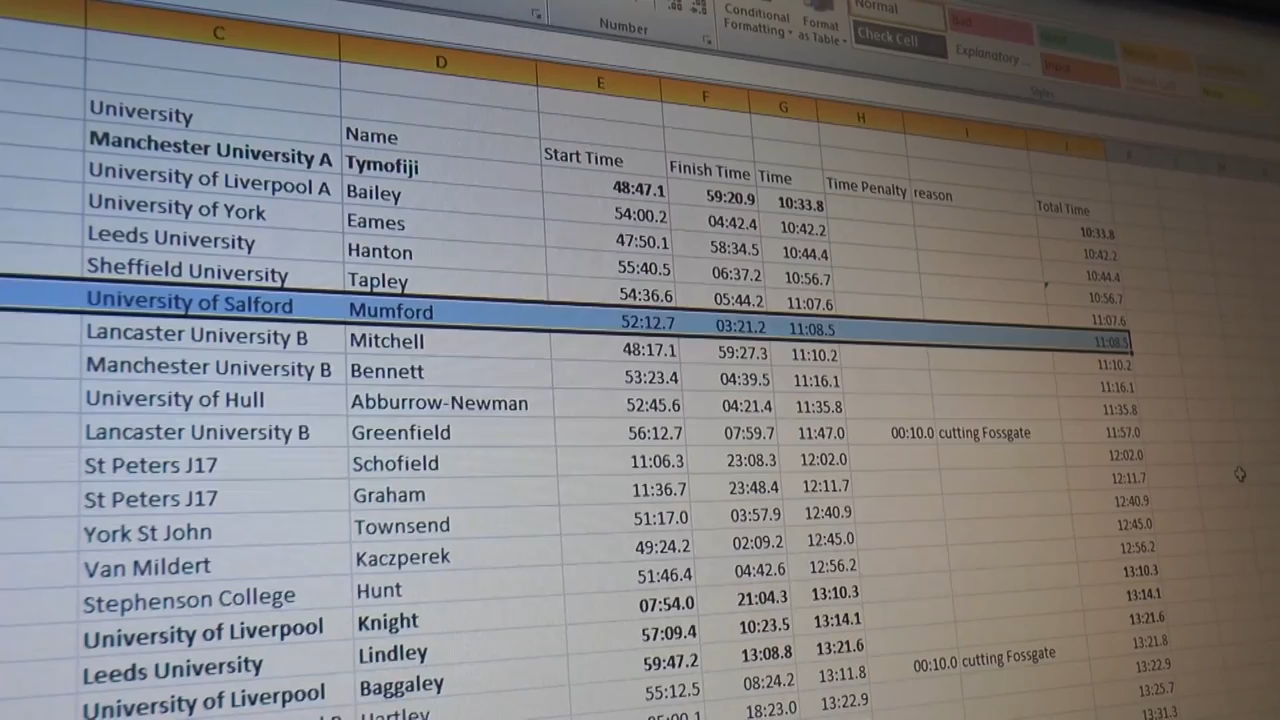 Normal Bad
Conditional Formatting Format as Table Check Cell Explanatory ... Input
Number Styles
C D E F G H I
University Name Start Time Finish Time Time Time Penalty reason Total Time
Manchester University A Tymofiji 48:47.1 59:20.9 10:33.8 10:33.8
University of Liverpool A Bailey 54:00.2 04:42.4 10:42.2 10:42.2
University of York Eames 47:50.1 58:34.5 10:44.4 10:44.4
Leeds University Hanton 55:40.5 06:37.2 10:56.7 10:56.7
Sheffield University Tapley 54:36.6 05:44.2 11:07.6 11:07.6
University of Salford Mumford 52:12.7 03:21.2 11:08.5 11:08.5
Lancaster University B Mitchell 48:17.1 59:27.3 11:10.2 11:10.2
Manchester University B Bennett 53:23.4 04:39.5 11:16.1 11:16.1
University of Hull Abburrow-Newman 52:45.6 04:21.4 11:35.8 11:35.8
Lancaster University B Greenfield 56:12.7 07:59.7 11:47.0 00:10.0 cutting Fossgate 11:57.0
St Peters J17 Schofield 11:06.3 23:08.3 12:02.0 12:02.0
St Peters J17 Graham 11:36.7 23:48.4 12:11.7 12:11.7
York St John Townsend 51:17.0 03:57.9 12:40.9 12:40.9
Van Mildert Kaczperek 49:24.2 02:09.2 12:45.0 12:45.0
Stephenson College Hunt 51:46.4 04:42.6 12:56.2 12:56.2
University of Liverpool Knight 07:54.0 21:04.3 13:10.3 13:10.3
Leeds University Lindley 57:09.4 10:23.5 13:14.1 13:14.1
University of Liverpool Baggaley 59:47.2 13:08.8 13:21.6 13:21.6
Hartley 55:12.5 08:24.2 13:11.8 00:10.0 cutting Fossgate 13:21.8
18:23.0 13:22.9 13:22.9
13:25.7
13:31.3